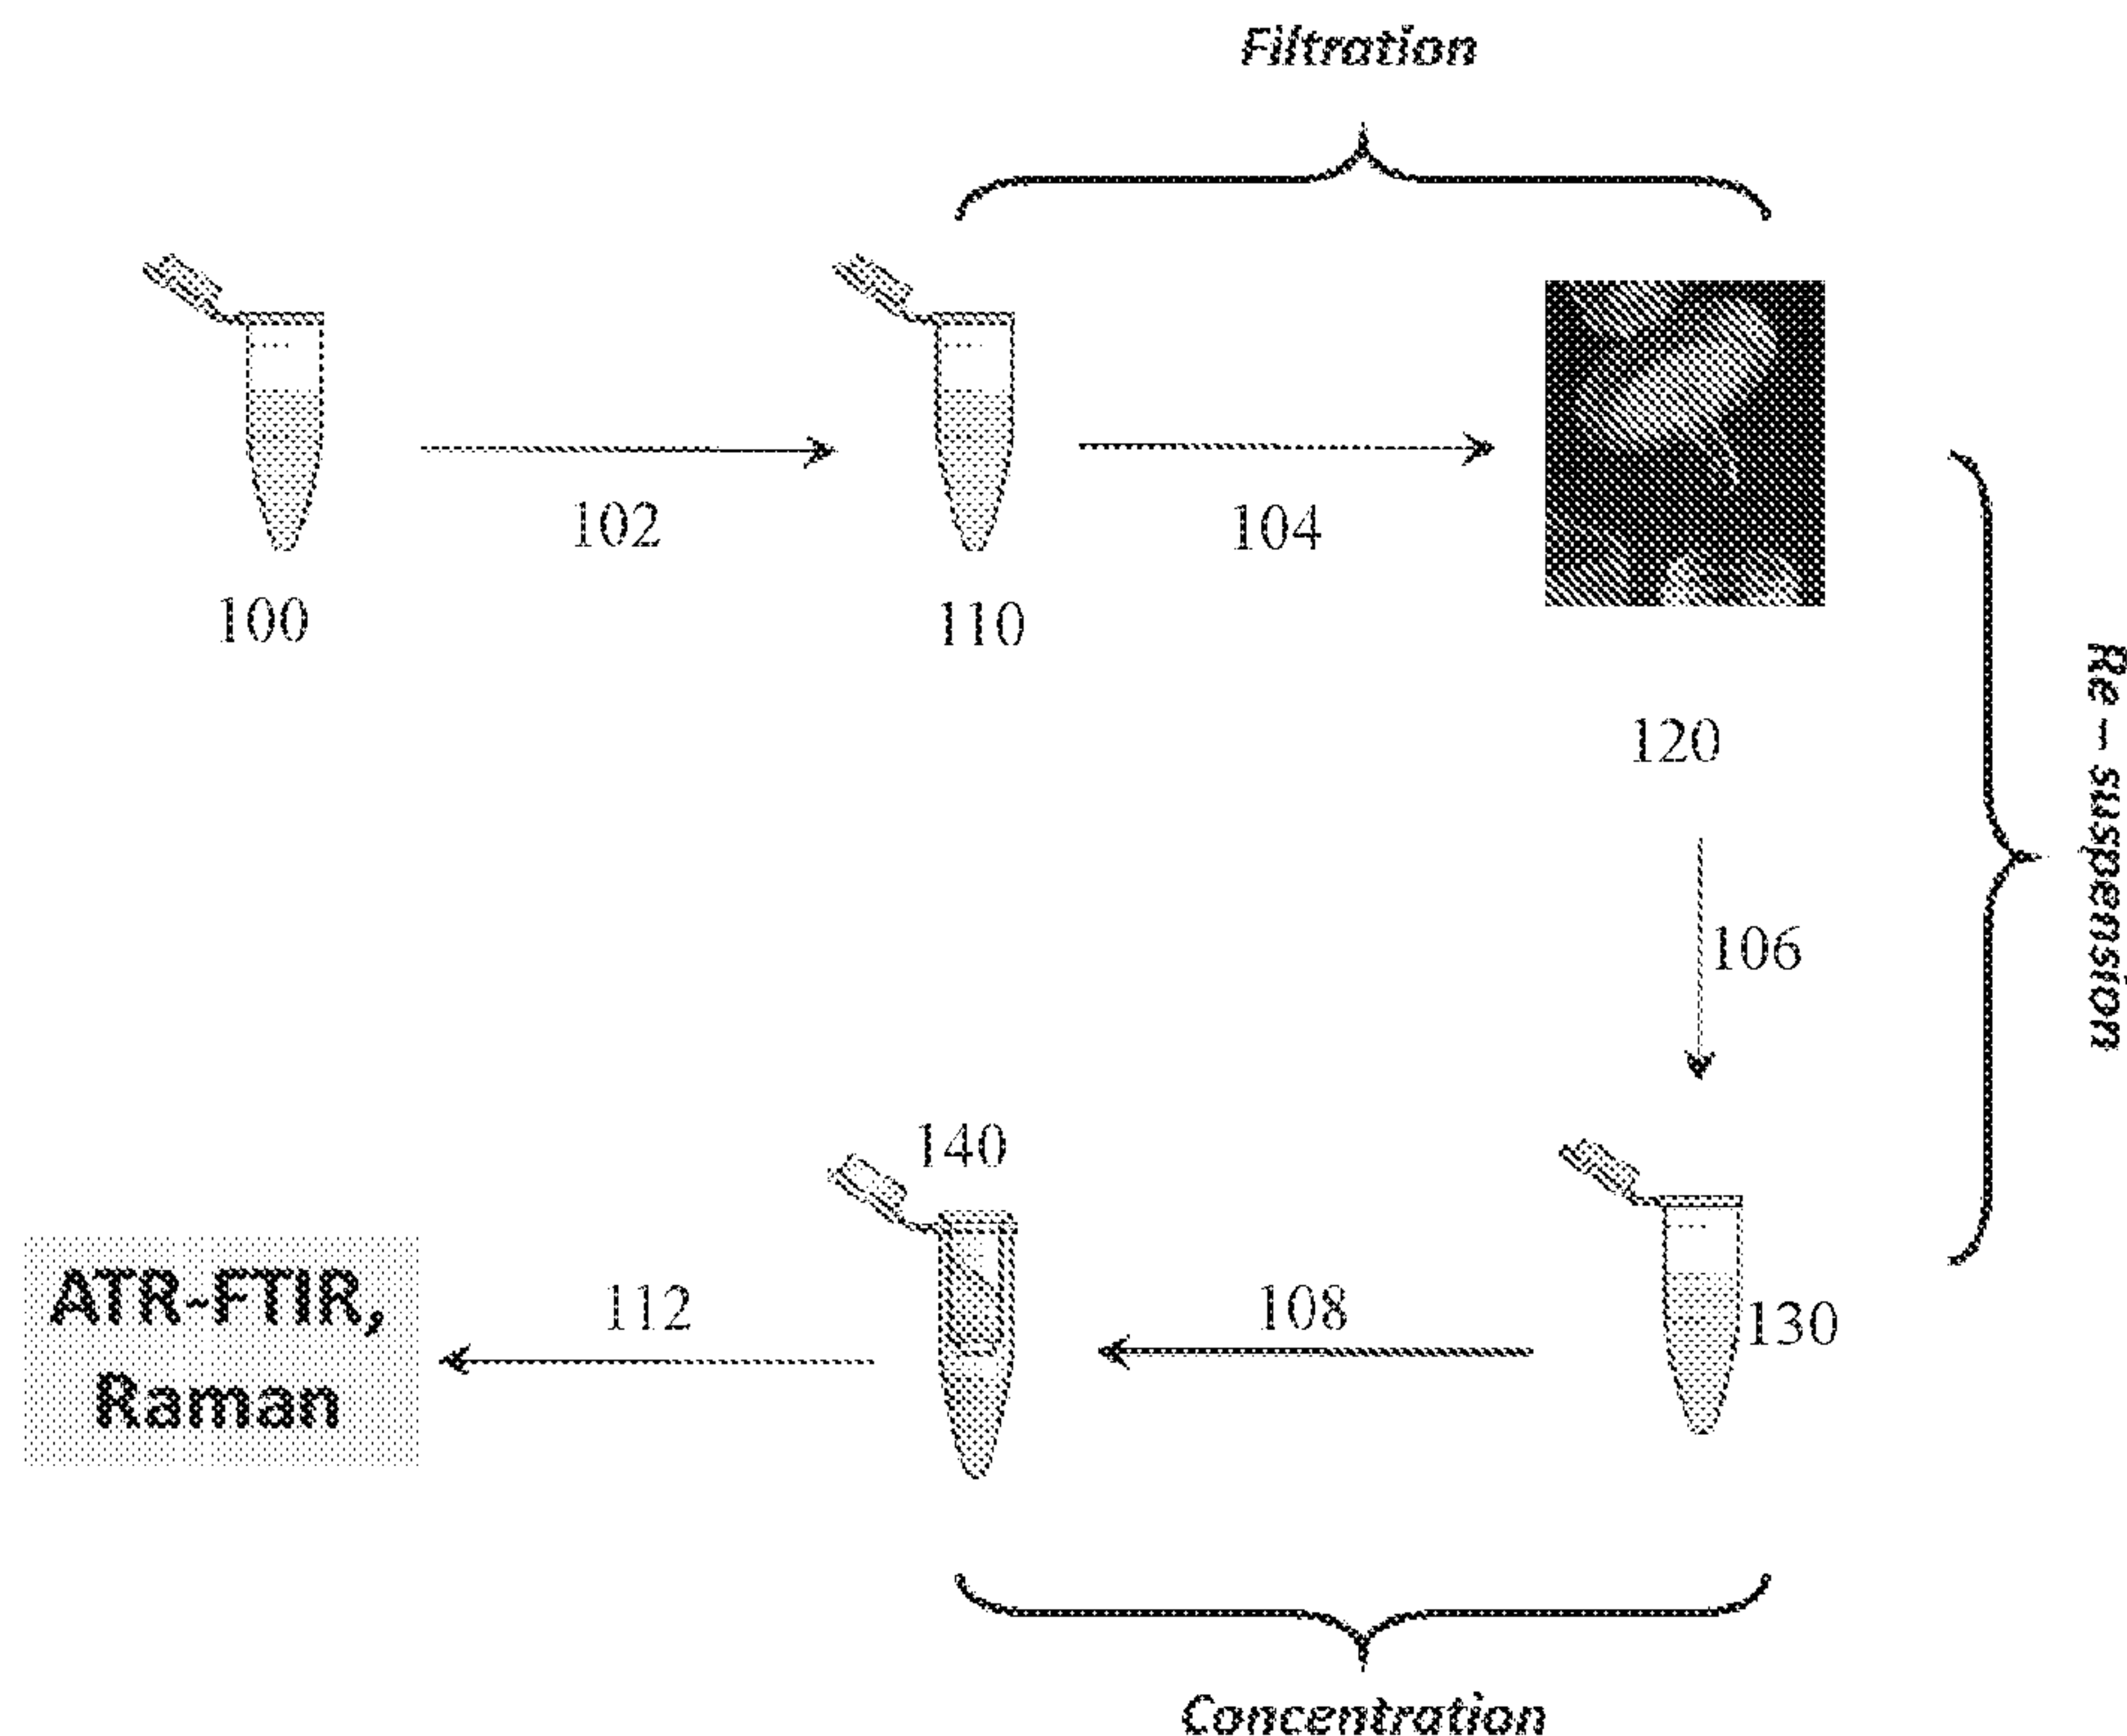 Filtration
102
104
100
110
120
Re - suspension
106
140
130
108
112
ATR-FTIR,
Raman
Concentration